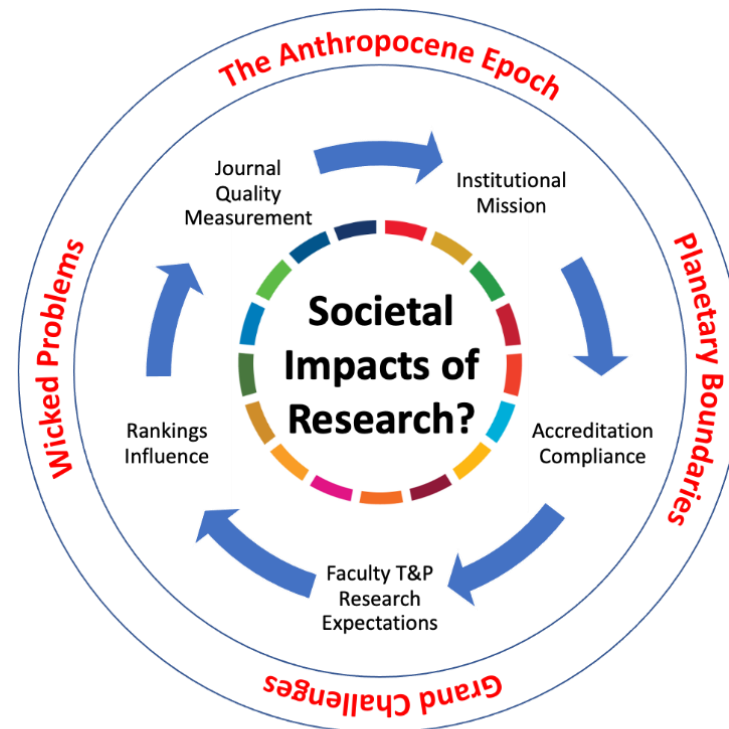 The Anthropocene Epoch
Journal
Quality
Measurement
Institutional
Mission
Planetary Boundaries
Wicked Problems
Societal
Impacts of
Research?
Rankings
Influence
Accreditation
Compliance
Faculty T&P
Research
Expectations
Grand Challenges